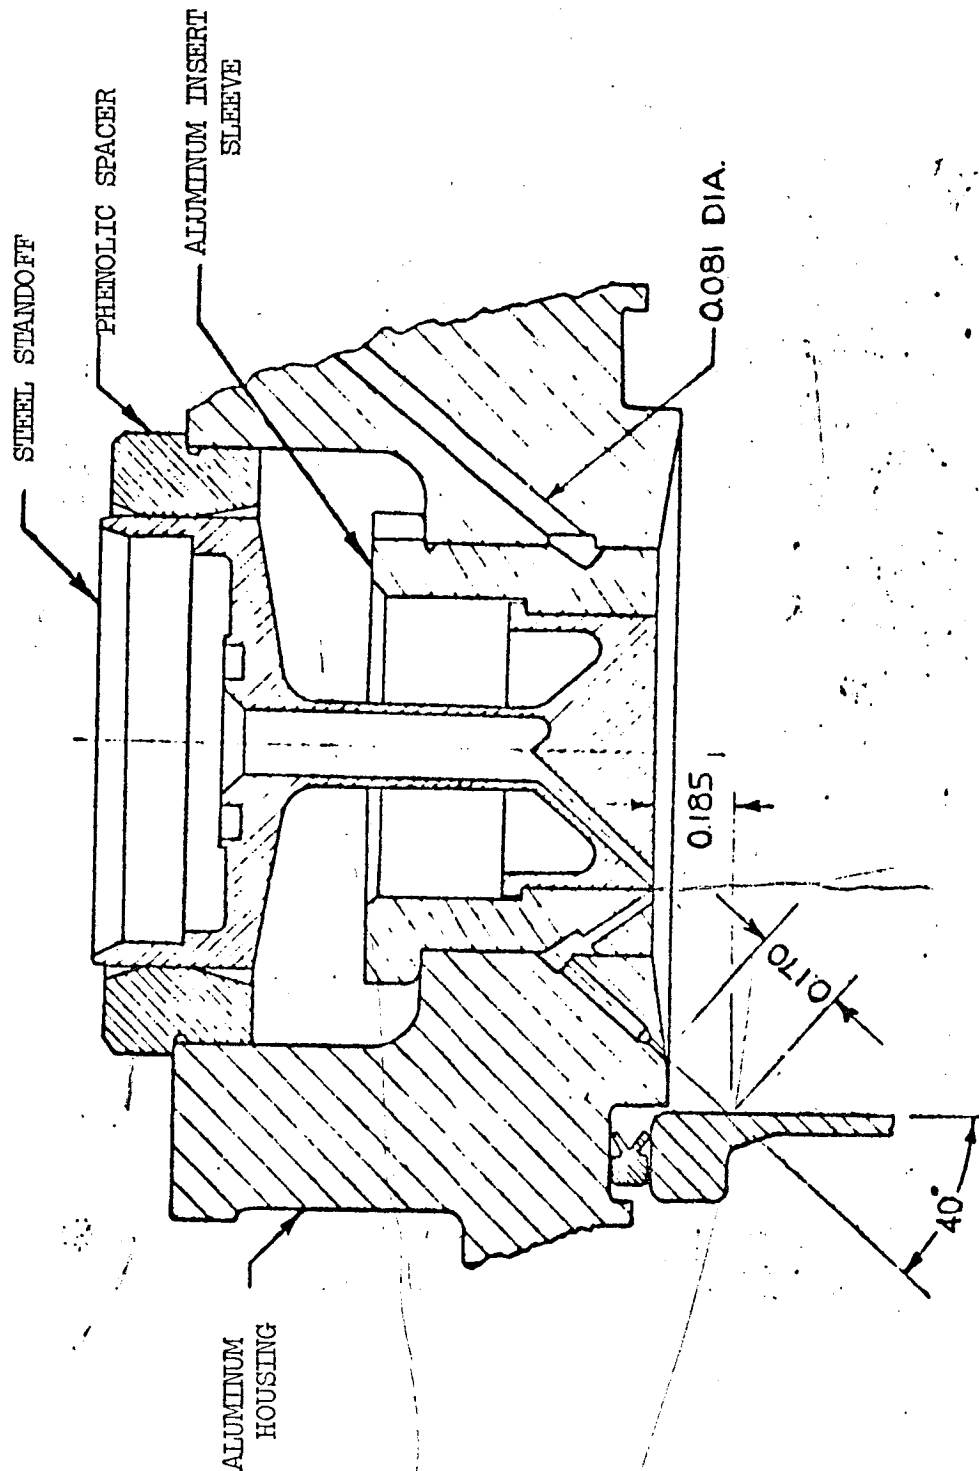 STEEL STANDOFF
PHENOLIC SPACER
ALUMINUM INSERT
SLEEVE
0.081 DIA.
0.185
0.170
40°
ALUMINUM
HOUSING